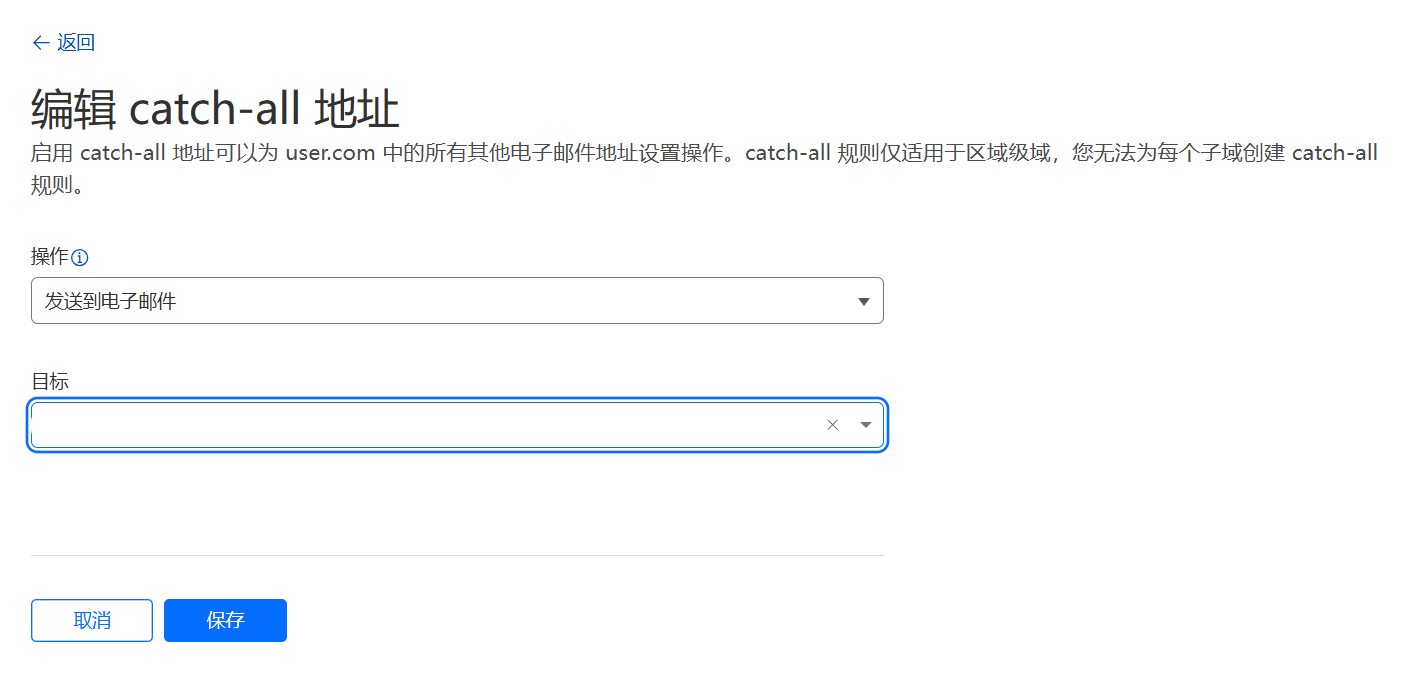 ← 返回
编辑 catch-all 地址
启用 catch-all 地址可以为 user.com 中的所有其他电子邮件地址设置操作。catch-all 规则仅适用于区域级域，您无法为每个子域创建 catch-all
规则。
操作
发送到电子邮件
目标
取消 保存